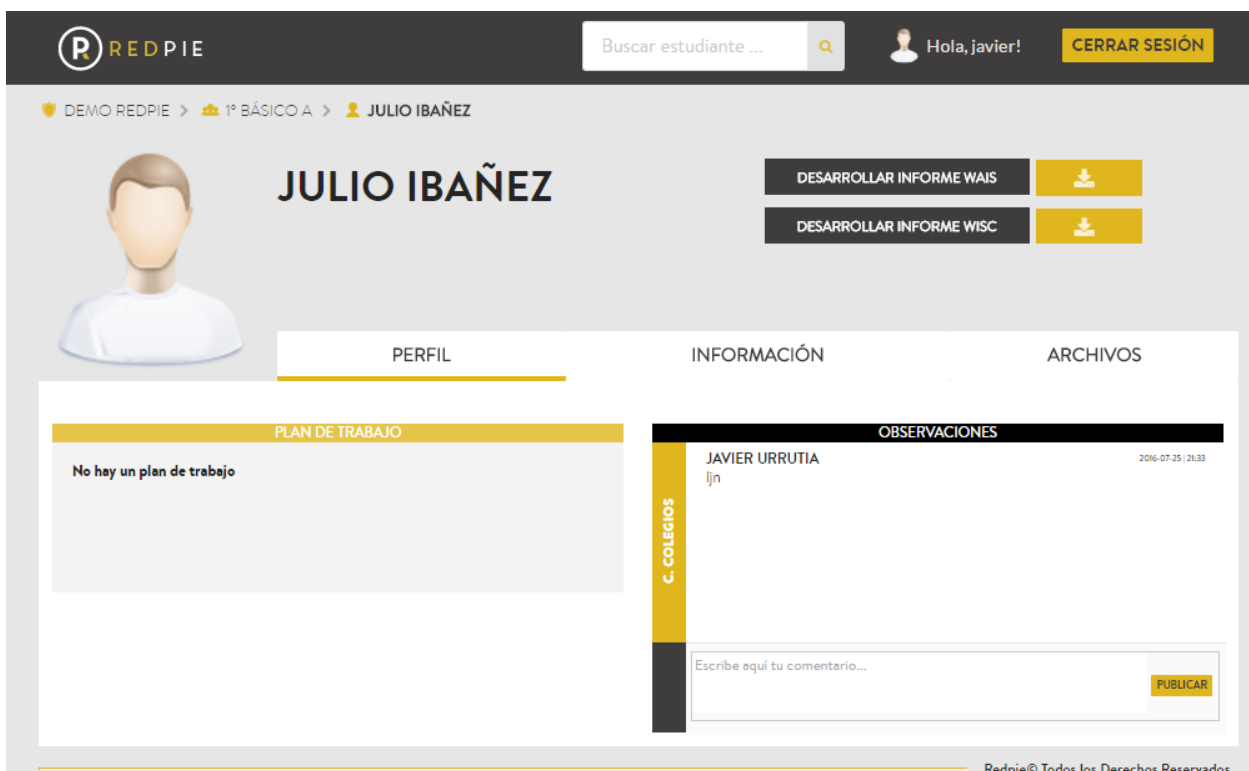 REDPIE
Buscar estudiante ...
Hola, javier!
CERRAR SESIÓN
DEMO REDPIE > 1º BÁSICO A > JULIO IBAÑEZ
JULIO IBAÑEZ
DESARROLLAR INFORME WAIS
DESARROLLAR INFORME WISC
PERFIL
INFORMACIÓN
ARCHIVOS
PLAN DE TRABAJO
No hay un plan de trabajo
OBSERVACIONES
C. COLEGIOS
JAVIER URRUTIA
2016-07-25 | 21:33
ljn
Escribe aquí tu comentario...
PUBLICAR
Redpie© Todos los Derechos Reservados